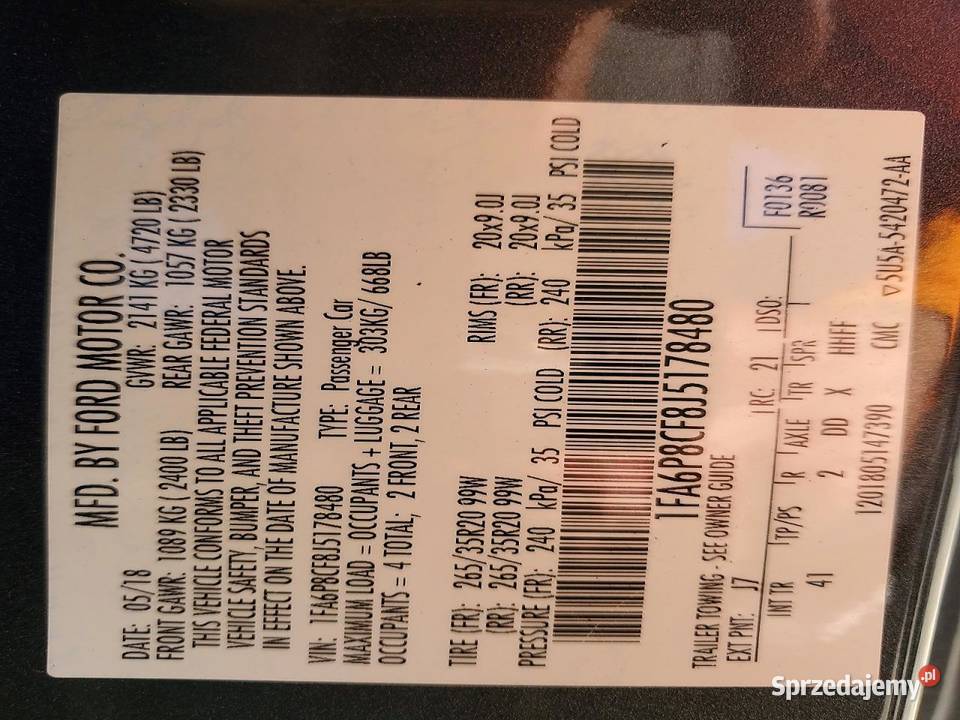 MFD. BY FORD MOTOR CO.
DATE: 05/18 GVWR: 2141 KG ( 4720 LB)
FRONT GAWR: 1089 KG ( 2400 LB) REAR GAWR: 1057 KG ( 2330 LB)
THIS VEHICLE CONFORMS TO ALL APPLICABLE FEDERAL MOTOR
VEHICLE SAFETY, BUMPER, AND THEFT PREVENTION STANDARDS
IN EFFECT ON THE DATE OF MANUFACTURE SHOWN ABOVE.
VIN: 1FA6P8CF8J5178480 TYPE: Passenger Car
MAXIMUM LOAD = OCCUPANTS + LUGGAGE = 303KG/ 668LB
OCCUPANTS = 4 TOTAL; 2 FRONT, 2 REAR
TIRE (FR): 265/35R20 99W RIMS (FR): 20x9.0J
(RR): 265/35R20 99W (RR): 20x9.0J
PRESSURE (FR): 240 kPa/ 35 PSI COLD (RR): 240 kPa/ 35 PSI COLD
1FA6P8CF8J5178480
TRAILER TOWING - SEE OWNER GUIDE F0136
EXT PNT: J7 RC: 21 DSO: R9081
INT TR TP/PS R AXLE TR SPR
41 2 DD X HHFF
1201805147390 CMC ▽5U5A-5420472-AA
Sprzedajemy.pl